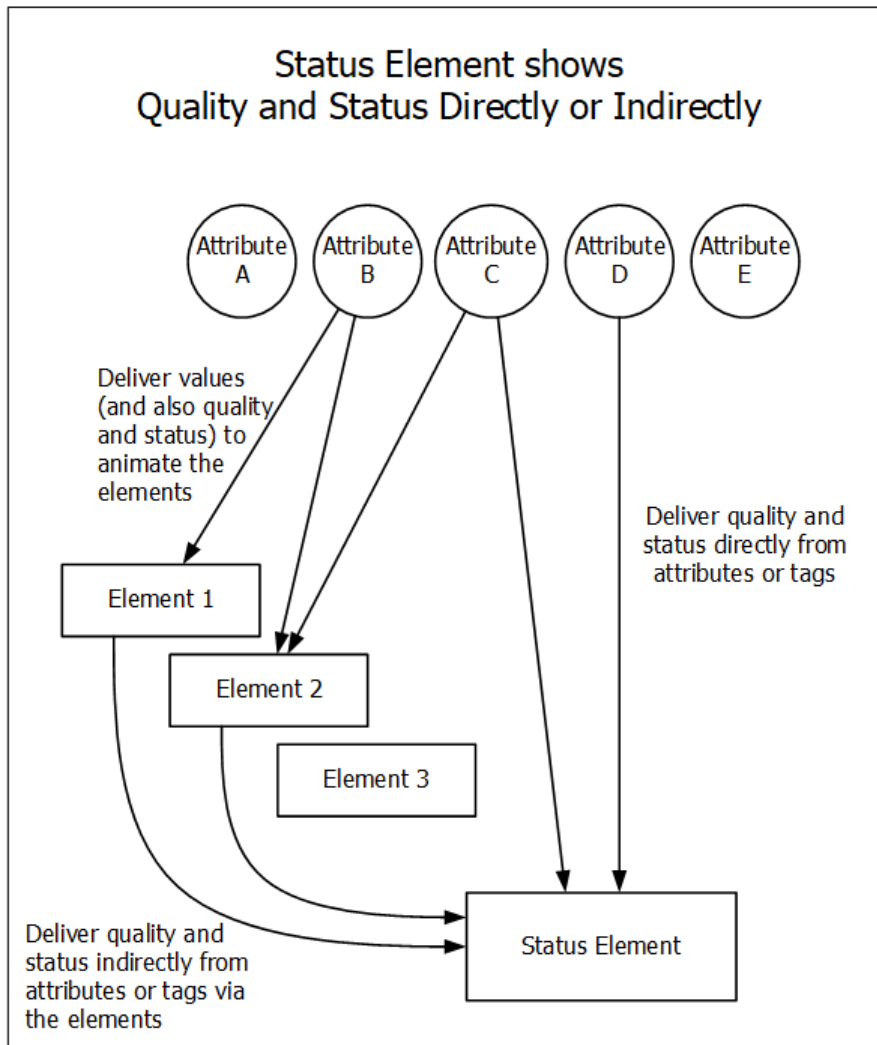 Status Element shows
Quality and Status Directly or Indirectly
Attribute
A
Attribute
B
Attribute
C
Attribute
D
Attribute
E
Deliver values
(and also quality
and status) to
animate the
elements
Deliver quality and
status directly from
attributes or tags
Element 1
Element 2
Element 3
Status Element
Deliver quality and
status indirectly from
attributes or tags via
the elements